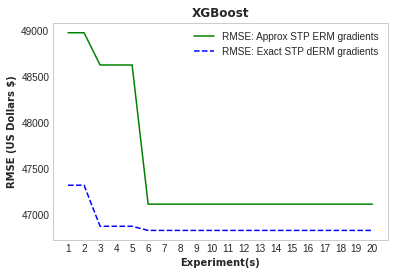 XGBoost
RMSE: Approx STP ERM gradients
RMSE: Exact STP dERM gradients
RMSE (US Dollars $)
49000
48500
48000
47500
47000
1 2 3 4 5 6 7 8 9 10 11 12 13 14 15 16 17 18 19 20
Experiment(s)